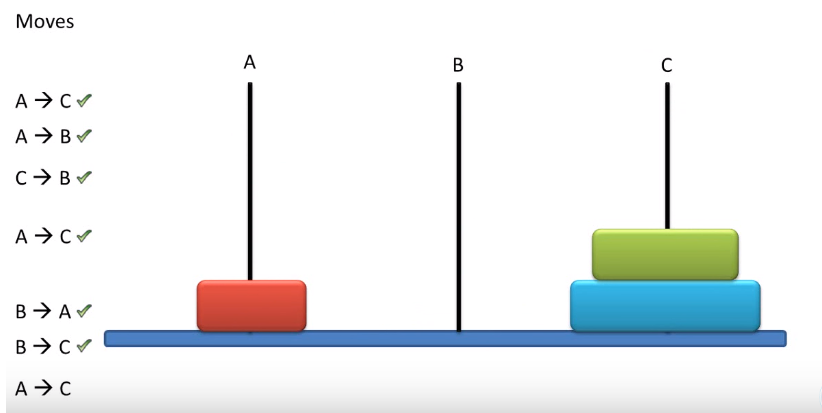 Moves
A B C
A → C ✓
A → B ✓
C → B ✓
A → C ✓
B → A ✓
B → C ✓
A → C